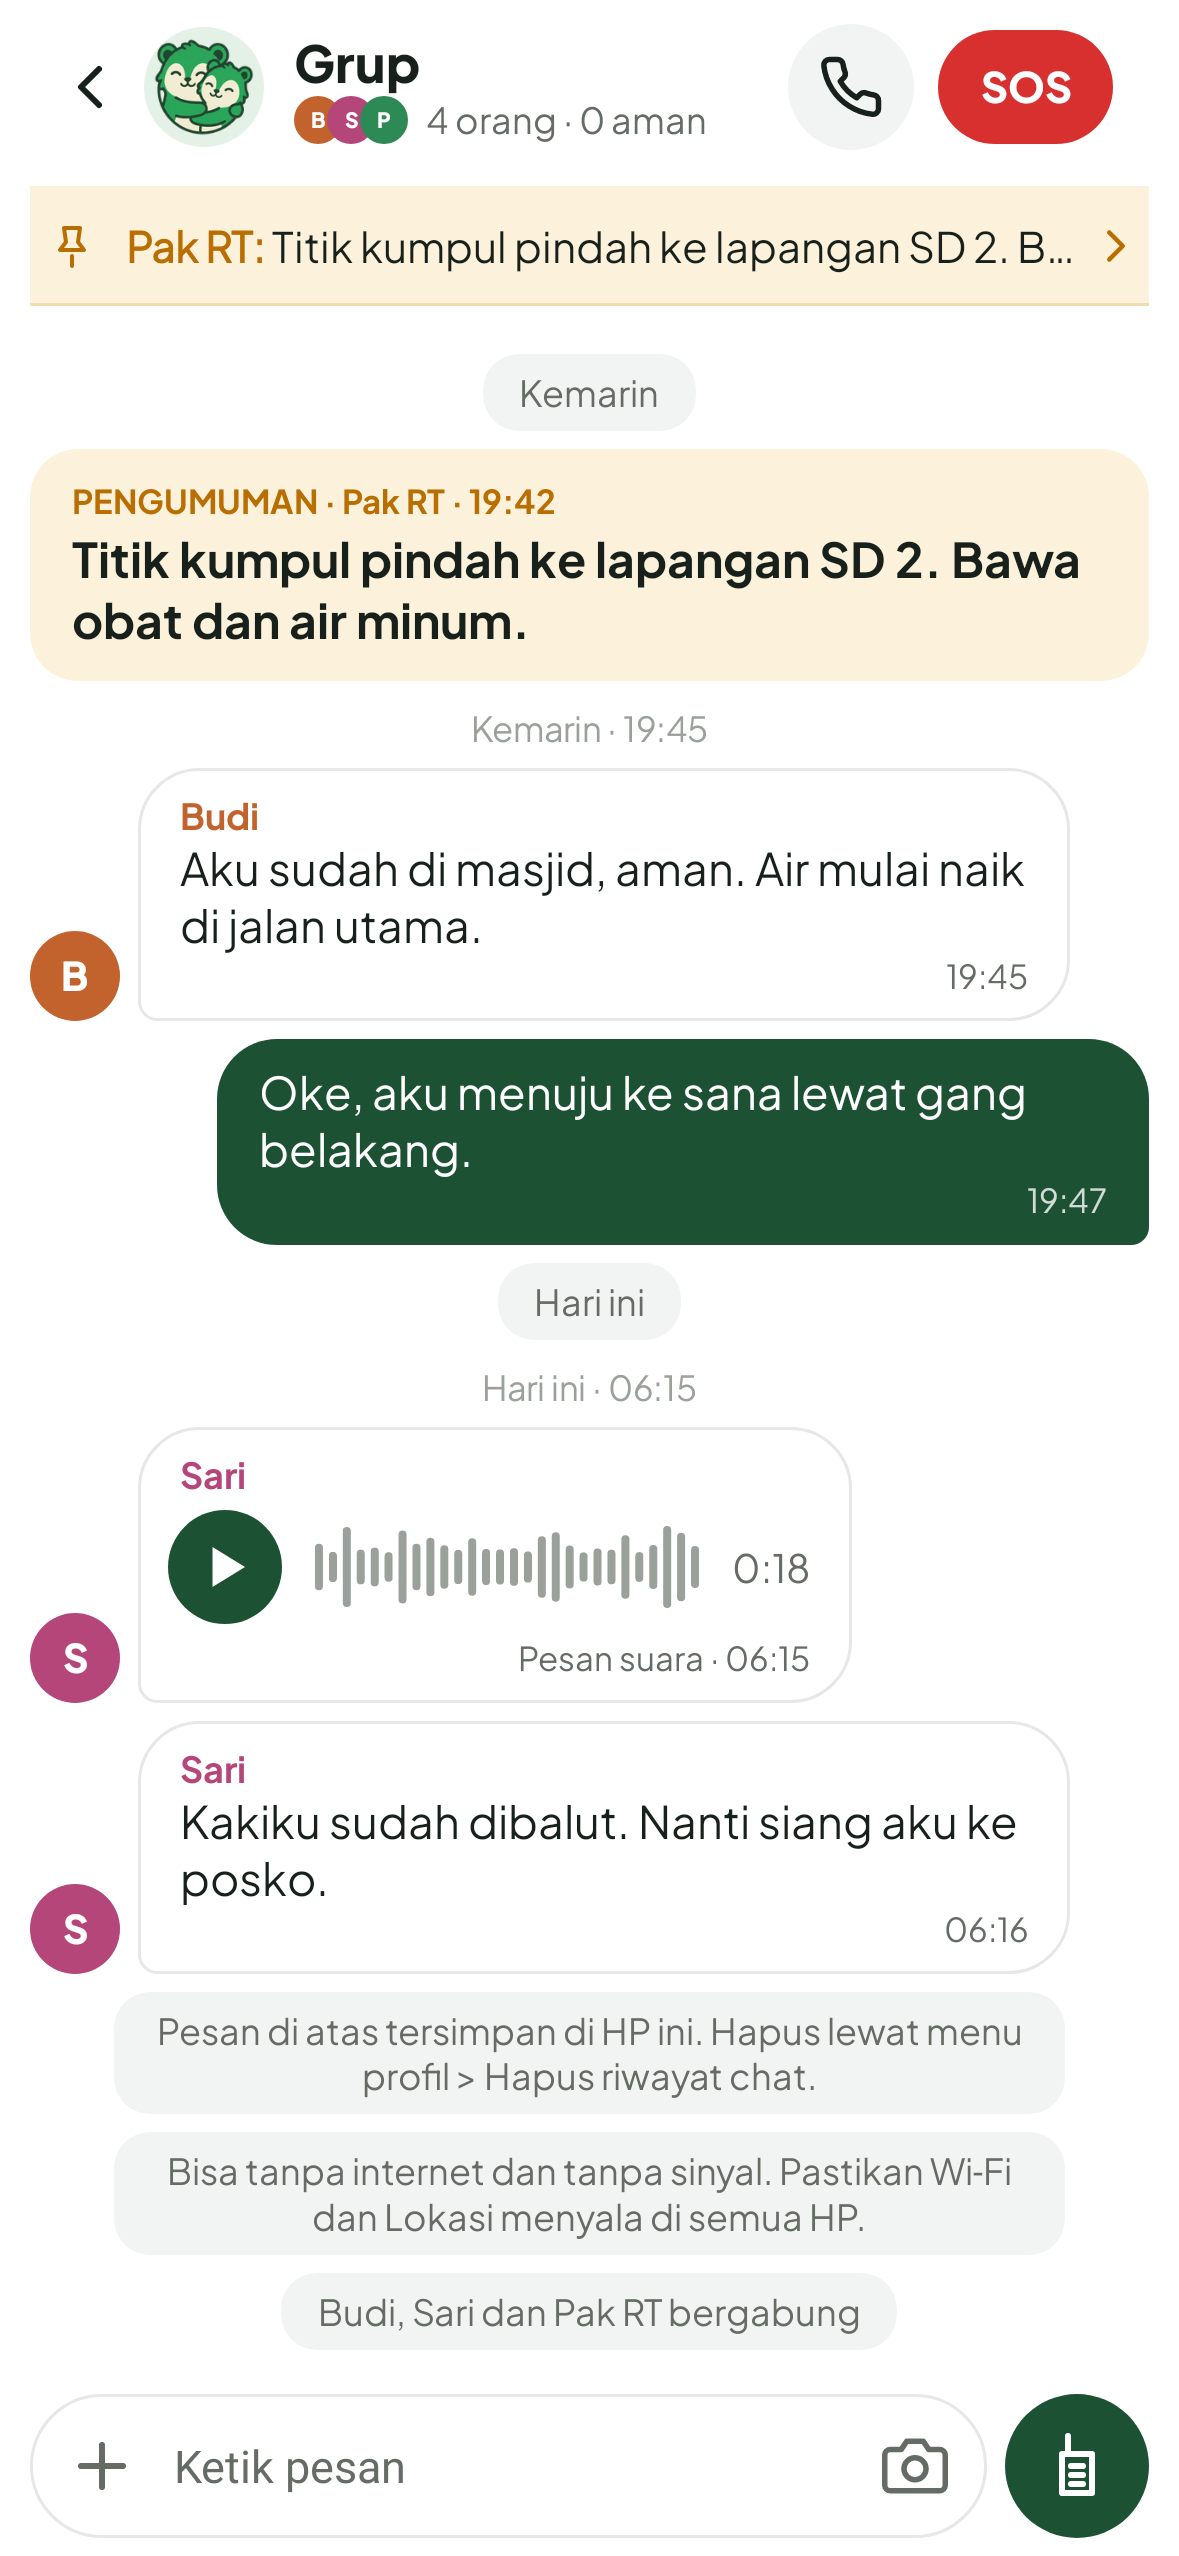 Grup
B S P 4 orang · 0 aman
SOS
Pak RT: Titik kumpul pindah ke lapangan SD 2. B...
Kemarin
PENGUMUMAN · Pak RT · 19:42
Titik kumpul pindah ke lapangan SD 2. Bawa
obat dan air minum.
Kemarin · 19:45
Budi
Aku sudah di masjid, aman. Air mulai naik
di jalan utama.
19:45
B
Oke, aku menuju ke sana lewat gang
belakang.
19:47
Hari ini
Hari ini · 06:15
Sari
0:18
Pesan suara · 06:15
S
Sari
Kakiku sudah dibalut. Nanti siang aku ke
posko.
06:16
S
Pesan di atas tersimpan di HP ini. Hapus lewat menu
profil > Hapus riwayat chat.
Bisa tanpa internet dan tanpa sinyal. Pastikan Wi-Fi
dan Lokasi menyala di semua HP.
Budi, Sari dan Pak RT bergabung
Ketik pesan